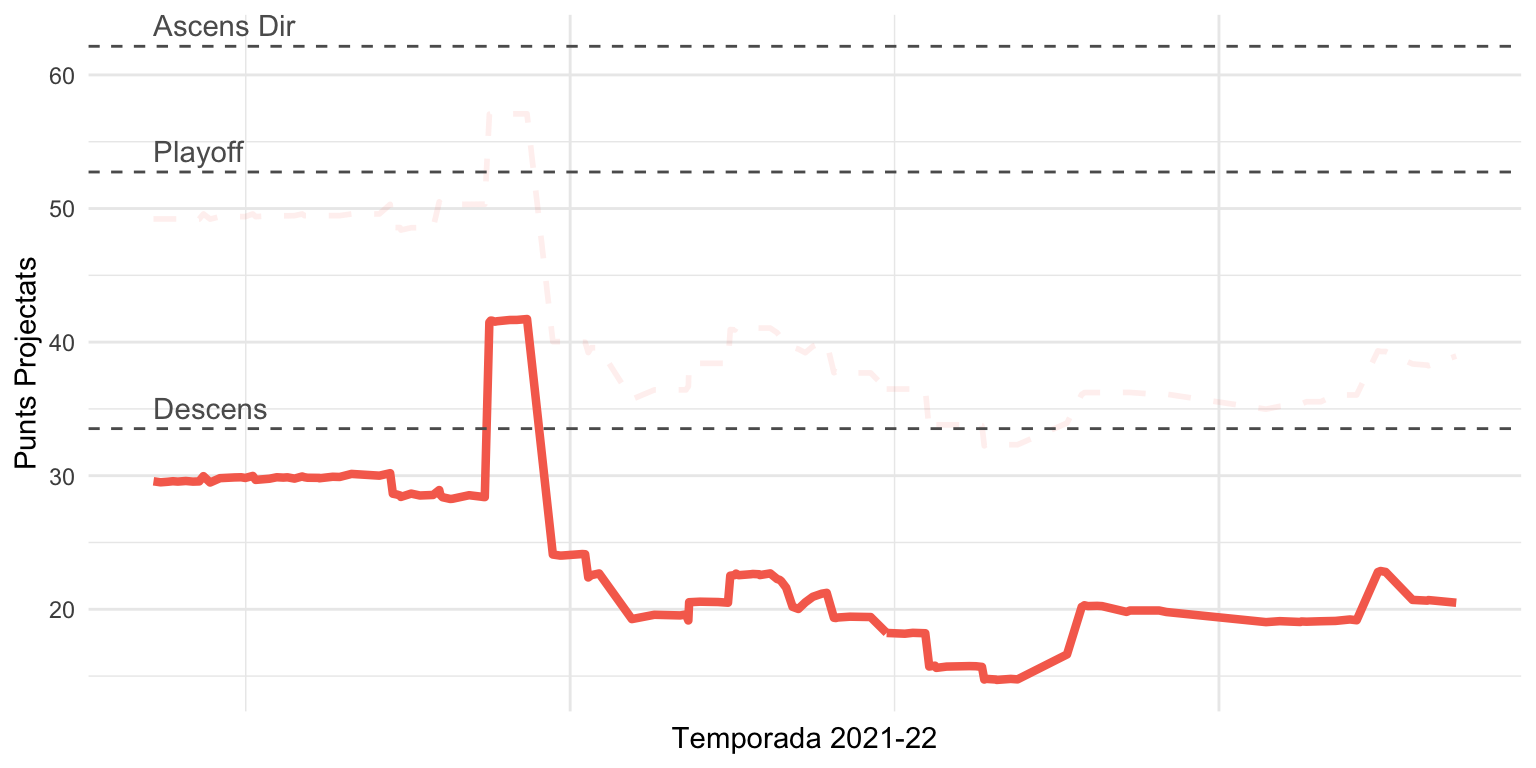 Ascens Dir
60
Playoff
50
Punts Projectats
40
Descens
30
20
Temporada 2021-22